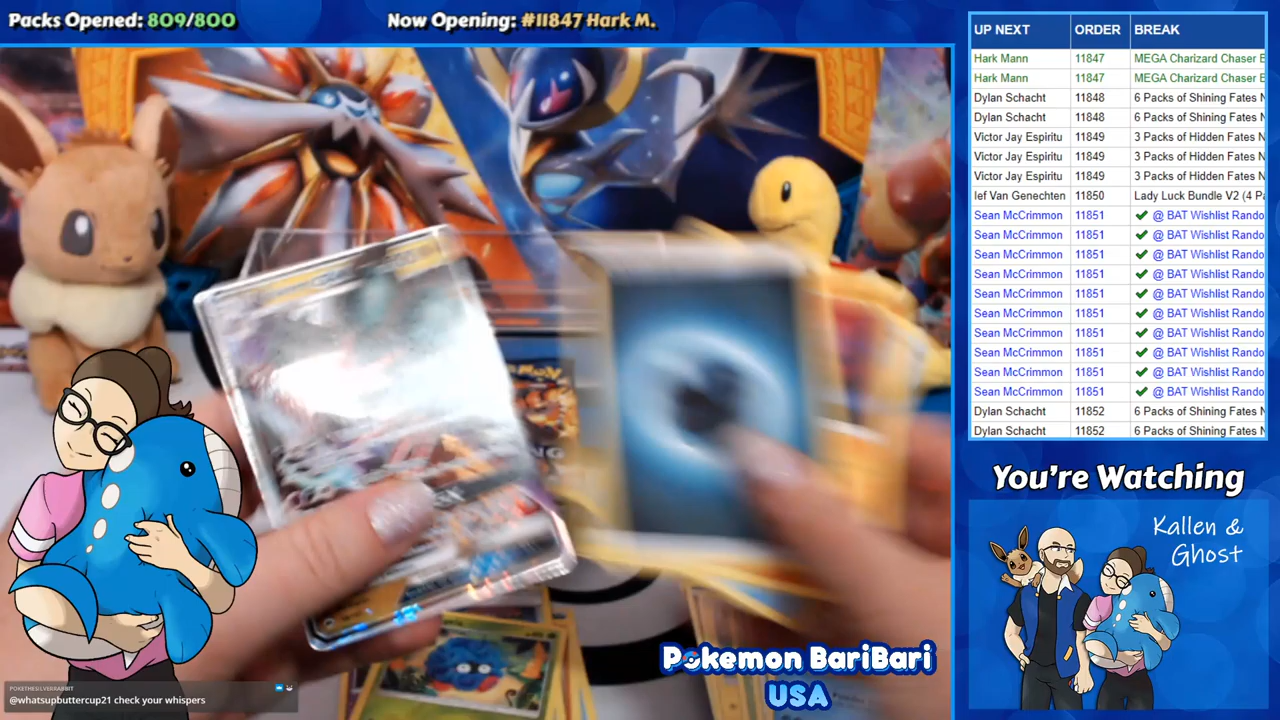 Packs Opened: 809/800
Now Opening: #11847 Hark M.
UP NEXT ORDER BREAK
Hark Mann 11847 MEGA Charizard Chaser
Hark Mann 11847 MEGA Charizard Chaser
Dylan Schacht 11848 6 Packs of Shining Fates
Dylan Schacht 11848 6 Packs of Shining Fates
Victor Jay Espiritu 11849 3 Packs of Hidden Fates
Victor Jay Espiritu 11849 3 Packs of Hidden Fates
Victor Jay Espiritu 11849 3 Packs of Hidden Fates
Ief Van Genechten 11850 Lady Luck Bundle V2 (4 Pa
Sean McCrimmon 11851 ✔ @ BAT Wishlist Rando
Sean McCrimmon 11851 ✔ @ BAT Wishlist Rando
Sean McCrimmon 11851 ✔ @ BAT Wishlist Rando
Sean McCrimmon 11851 ✔ @ BAT Wishlist Rando
Sean McCrimmon 11851 ✔ @ BAT Wishlist Rando
Sean McCrimmon 11851 ✔ @ BAT Wishlist Rando
Sean McCrimmon 11851 ✔ @ BAT Wishlist Rando
Sean McCrimmon 11851 ✔ @ BAT Wishlist Rando
Sean McCrimmon 11851 ✔ @ BAT Wishlist Rando
Sean McCrimmon 11851 ✔ @ BAT Wishlist Rando
Dylan Schacht 11852 6 Packs of Shining Fates
Dylan Schacht 11852 6 Packs of Shining Fates
You're Watching
Kallen &
Ghost
Pokemon BariBari
USA
POKETHESILVERRABBIT
@whatsupbuttercup21 check your whispers